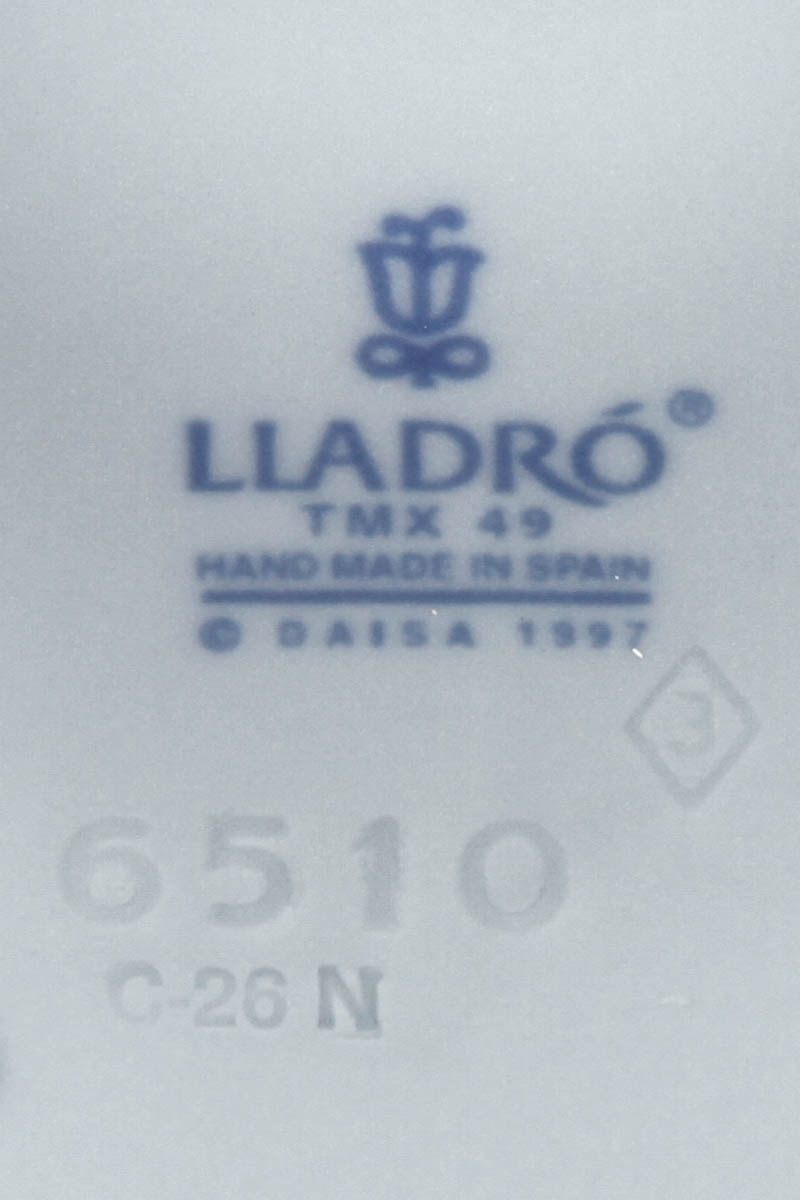 LLADRÓ®
TMX 49
HAND MADE IN SPAIN
© DAISA 1997
3
6510
C-26 N